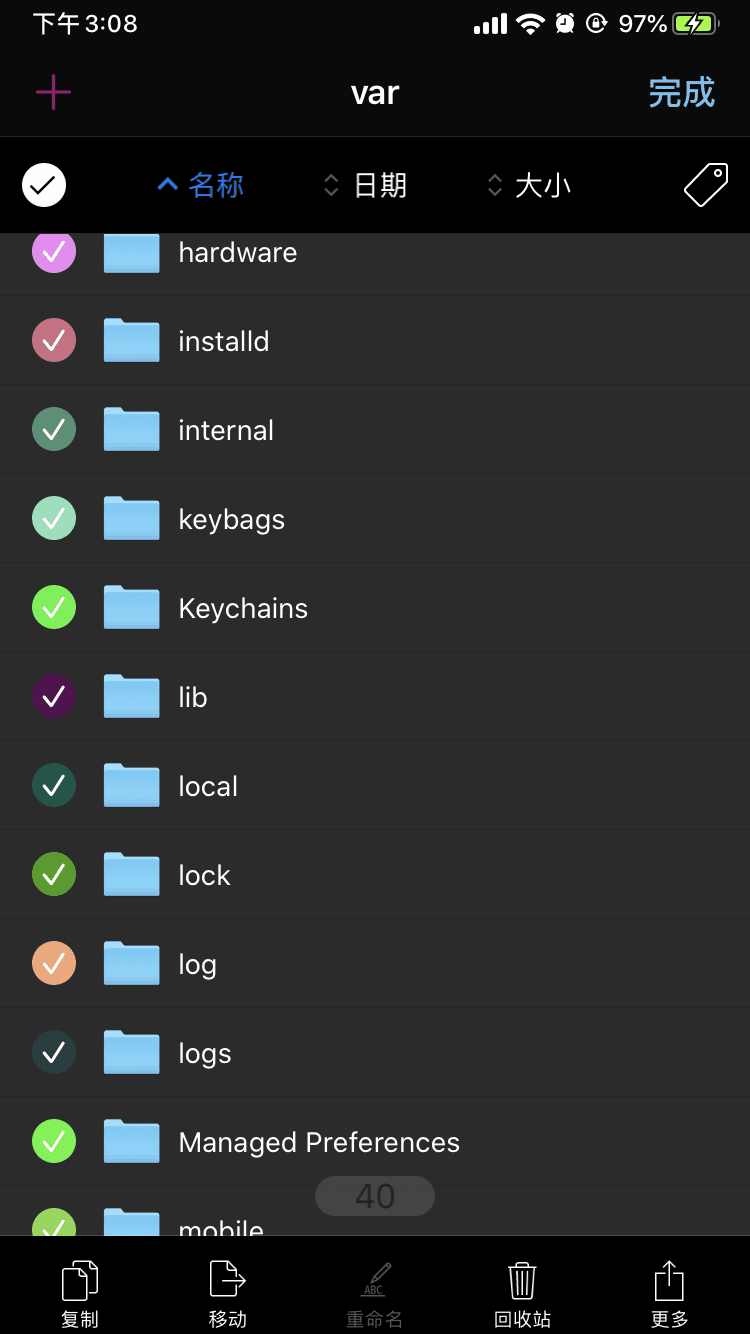 下午3:08 97%
var 完成
名称 日期 大小
hardware
installd
internal
keybags
Keychains
lib
local
lock
log
logs
Managed Preferences
40
mobile
ABC
复制 移动 重命名 回收站 更多